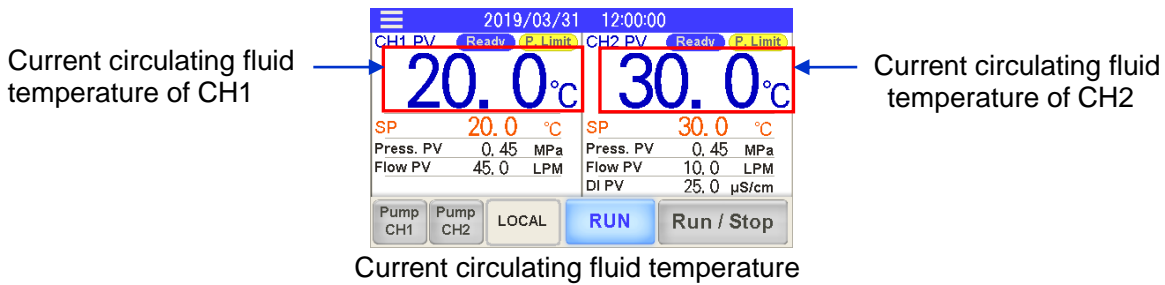 2019/03/31 12:00:00
CH1 PV Ready P. Limit CH2 PV Ready P. Limit
Current circulating fluid temperature of CH1
20. 0 ℃ 30. 0 ℃
Current circulating fluid temperature of CH2
SP 20. 0 ℃ SP 30. 0 ℃
Press. PV 0. 45 MPa Press. PV 0. 45 MPa
Flow PV 45. 0 LPM Flow PV 10. 0 LPM
DI PV 25. 0 μS/cm
Pump CH1 Pump CH2 LOCAL RUN Run / Stop
Current circulating fluid temperature